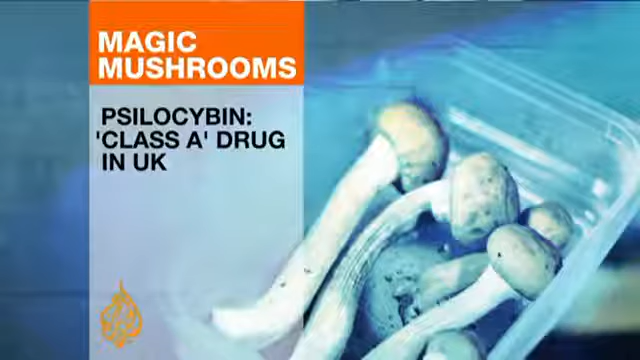 MAGIC
MUSHROOMS
PSILOCYBIN:
'CLASS A' DRUG
IN UK